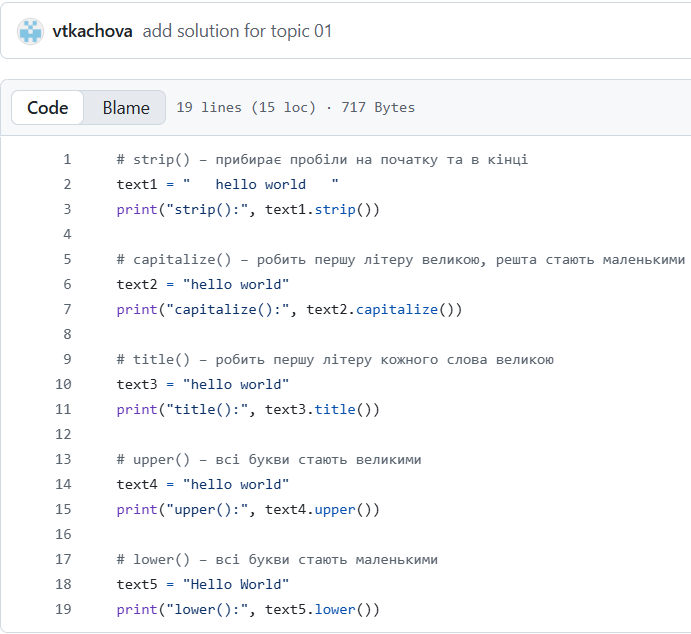 vtkachova add solution for topic 01
Code Blame 19 lines (15 loc) · 717 Bytes
1 # strip() – прибирає пробіли на початку та в кінці
2 text1 = "   hello world   "
3 print("strip():", text1.strip())
4
5 # capitalize() – робить першу літеру великою, решта стають маленькими
6 text2 = "hello world"
7 print("capitalize():", text2.capitalize())
8
9 # title() – робить першу літеру кожного слова великою
10 text3 = "hello world"
11 print("title():", text3.title())
12
13 # upper() – всі букви стають великими
14 text4 = "hello world"
15 print("upper():", text4.upper())
16
17 # lower() – всі букви стають маленькими
18 text5 = "Hello World"
19 print("lower():", text5.lower())